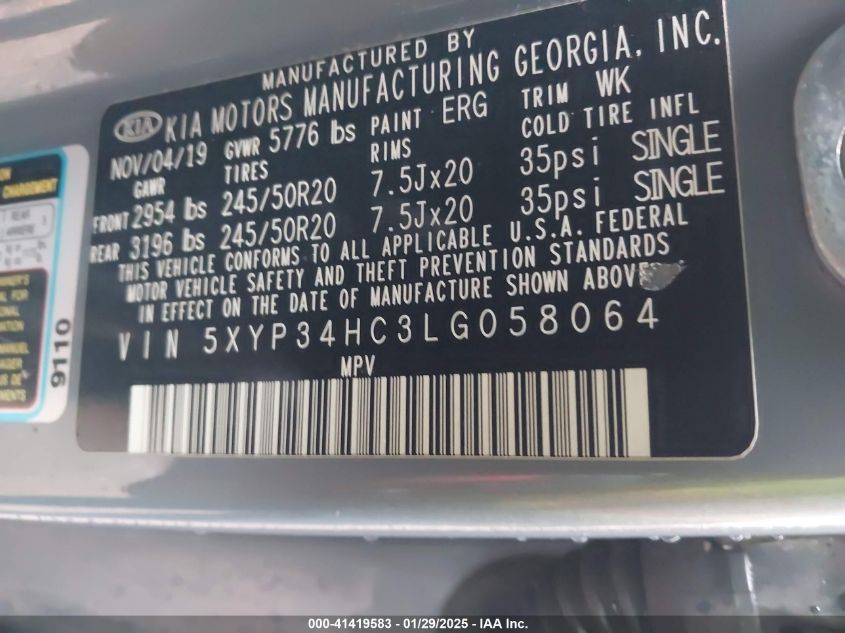 MANUFACTURED BY
KIA KIA MOTORS MANUFACTURING GEORGIA, INC.
NOV/04/19 GVWR 5776 lbs PAINT ERG TRIM WK
GAWR TIRES RIMS COLD TIRE INFL
FRONT 2954 lbs 245/50R20 7.5Jx20 35psi SINGLE
REAR 3196 lbs 245/50R20 7.5Jx20 35psi SINGLE
THIS VEHICLE CONFORMS TO ALL APPLICABLE U.S.A. FEDERAL
MOTOR VEHICLE SAFETY AND THEFT PREVENTION STANDARDS
IN EFFECT ON THE DATE OF MANUFACTURE SHOWN ABOVE
VIN 5XYP34HC3LG058064
MPV
CHARGEMENT
REAR
9110
000-41419583 - 01/29/2025 - IAA Inc.